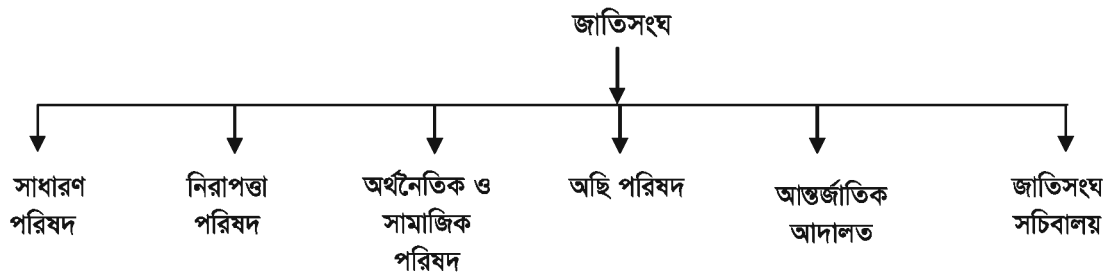 জাতিসংঘ
সাধারণ
পরিষদ
নিরাপত্তা
পরিষদ
অর্থনৈতিক ও
সামাজিক
পরিষদ
অছি পরিষদ
আন্তর্জাতিক
আদালত
জাতিসংঘ
সচিবালয়